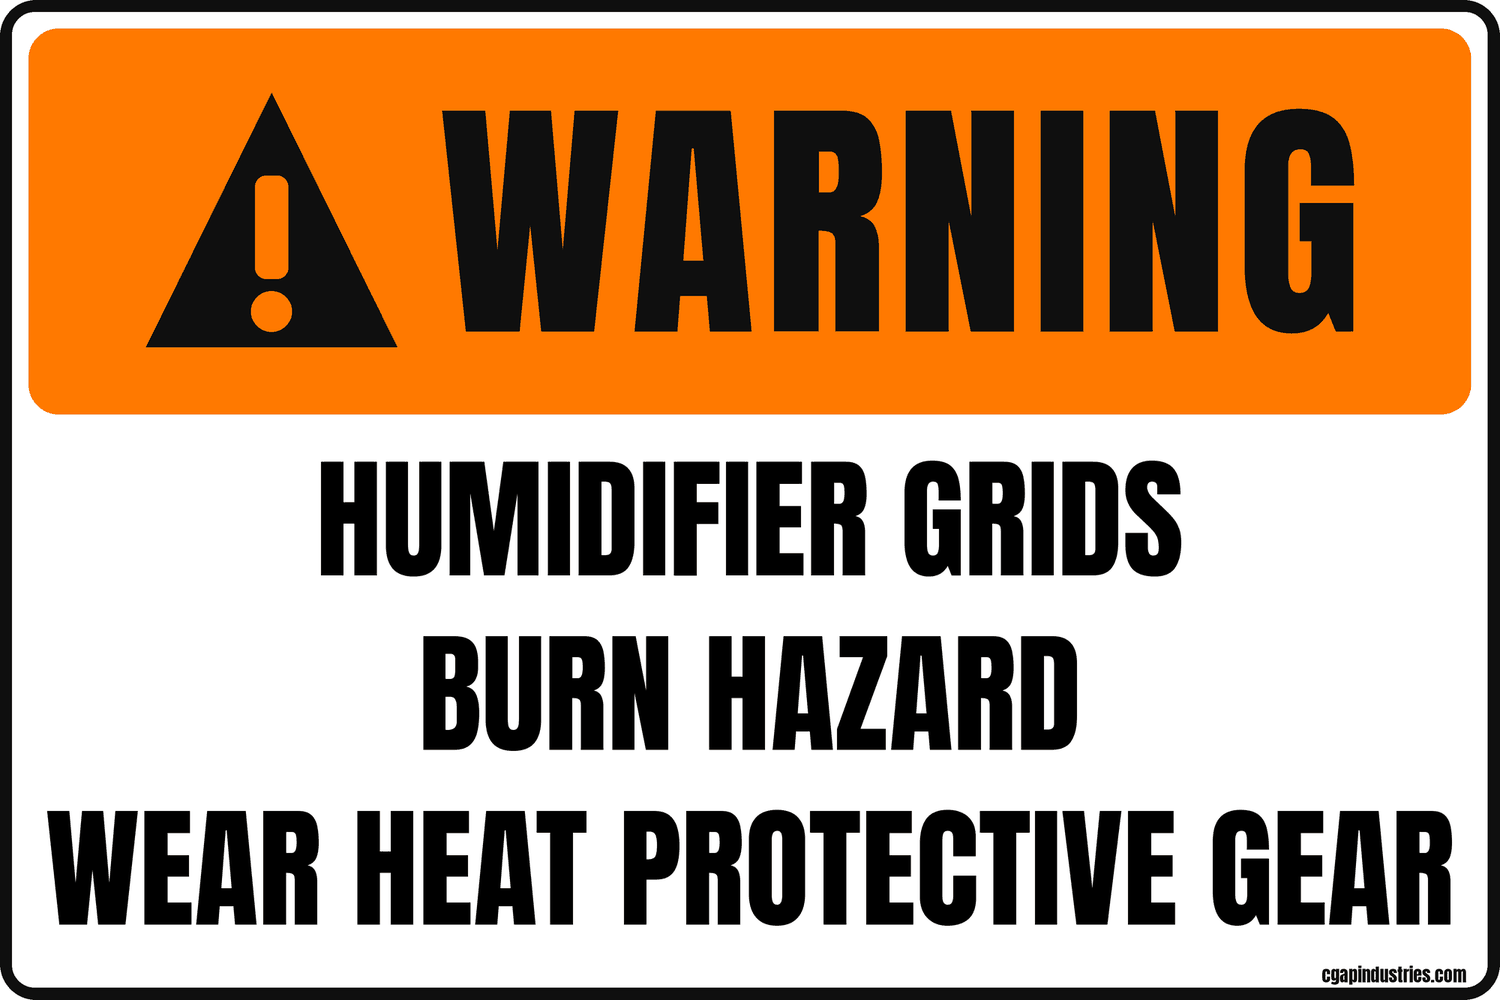 WARNING
HUMIDIFIER GRIDS
BURN HAZARD
WEAR HEAT PROTECTIVE GEAR
cgapindustries.com